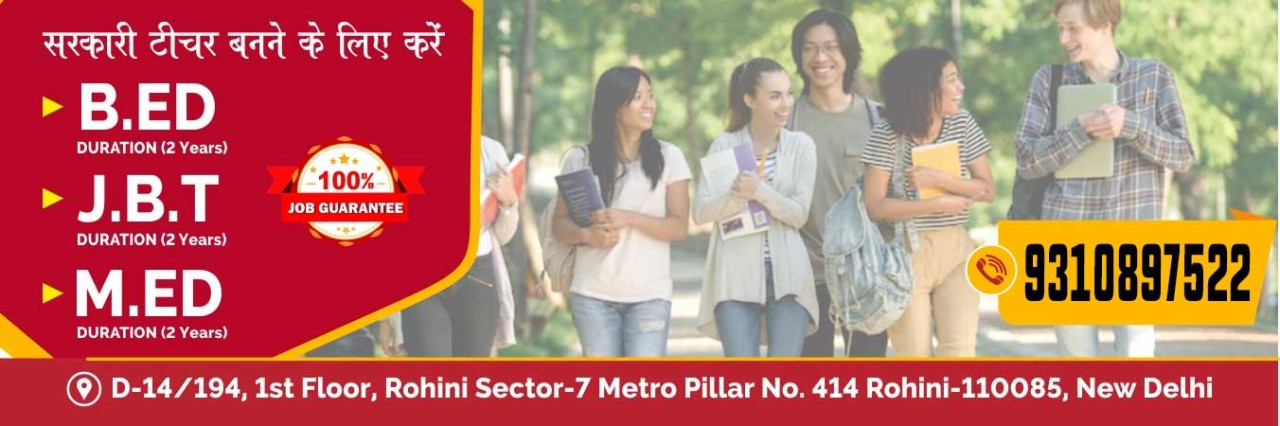 सरकारी टीचर बनने के लिए करें
B.ED
DURATION (2 Years)
J.B.T
DURATION (2 Years)
M.ED
DURATION (2 Years)
100%
JOB GUARANTEE
9310897522
D-14/194, 1st Floor, Rohini Sector-7 Metro Pillar No. 414 Rohini-110085, New Delhi